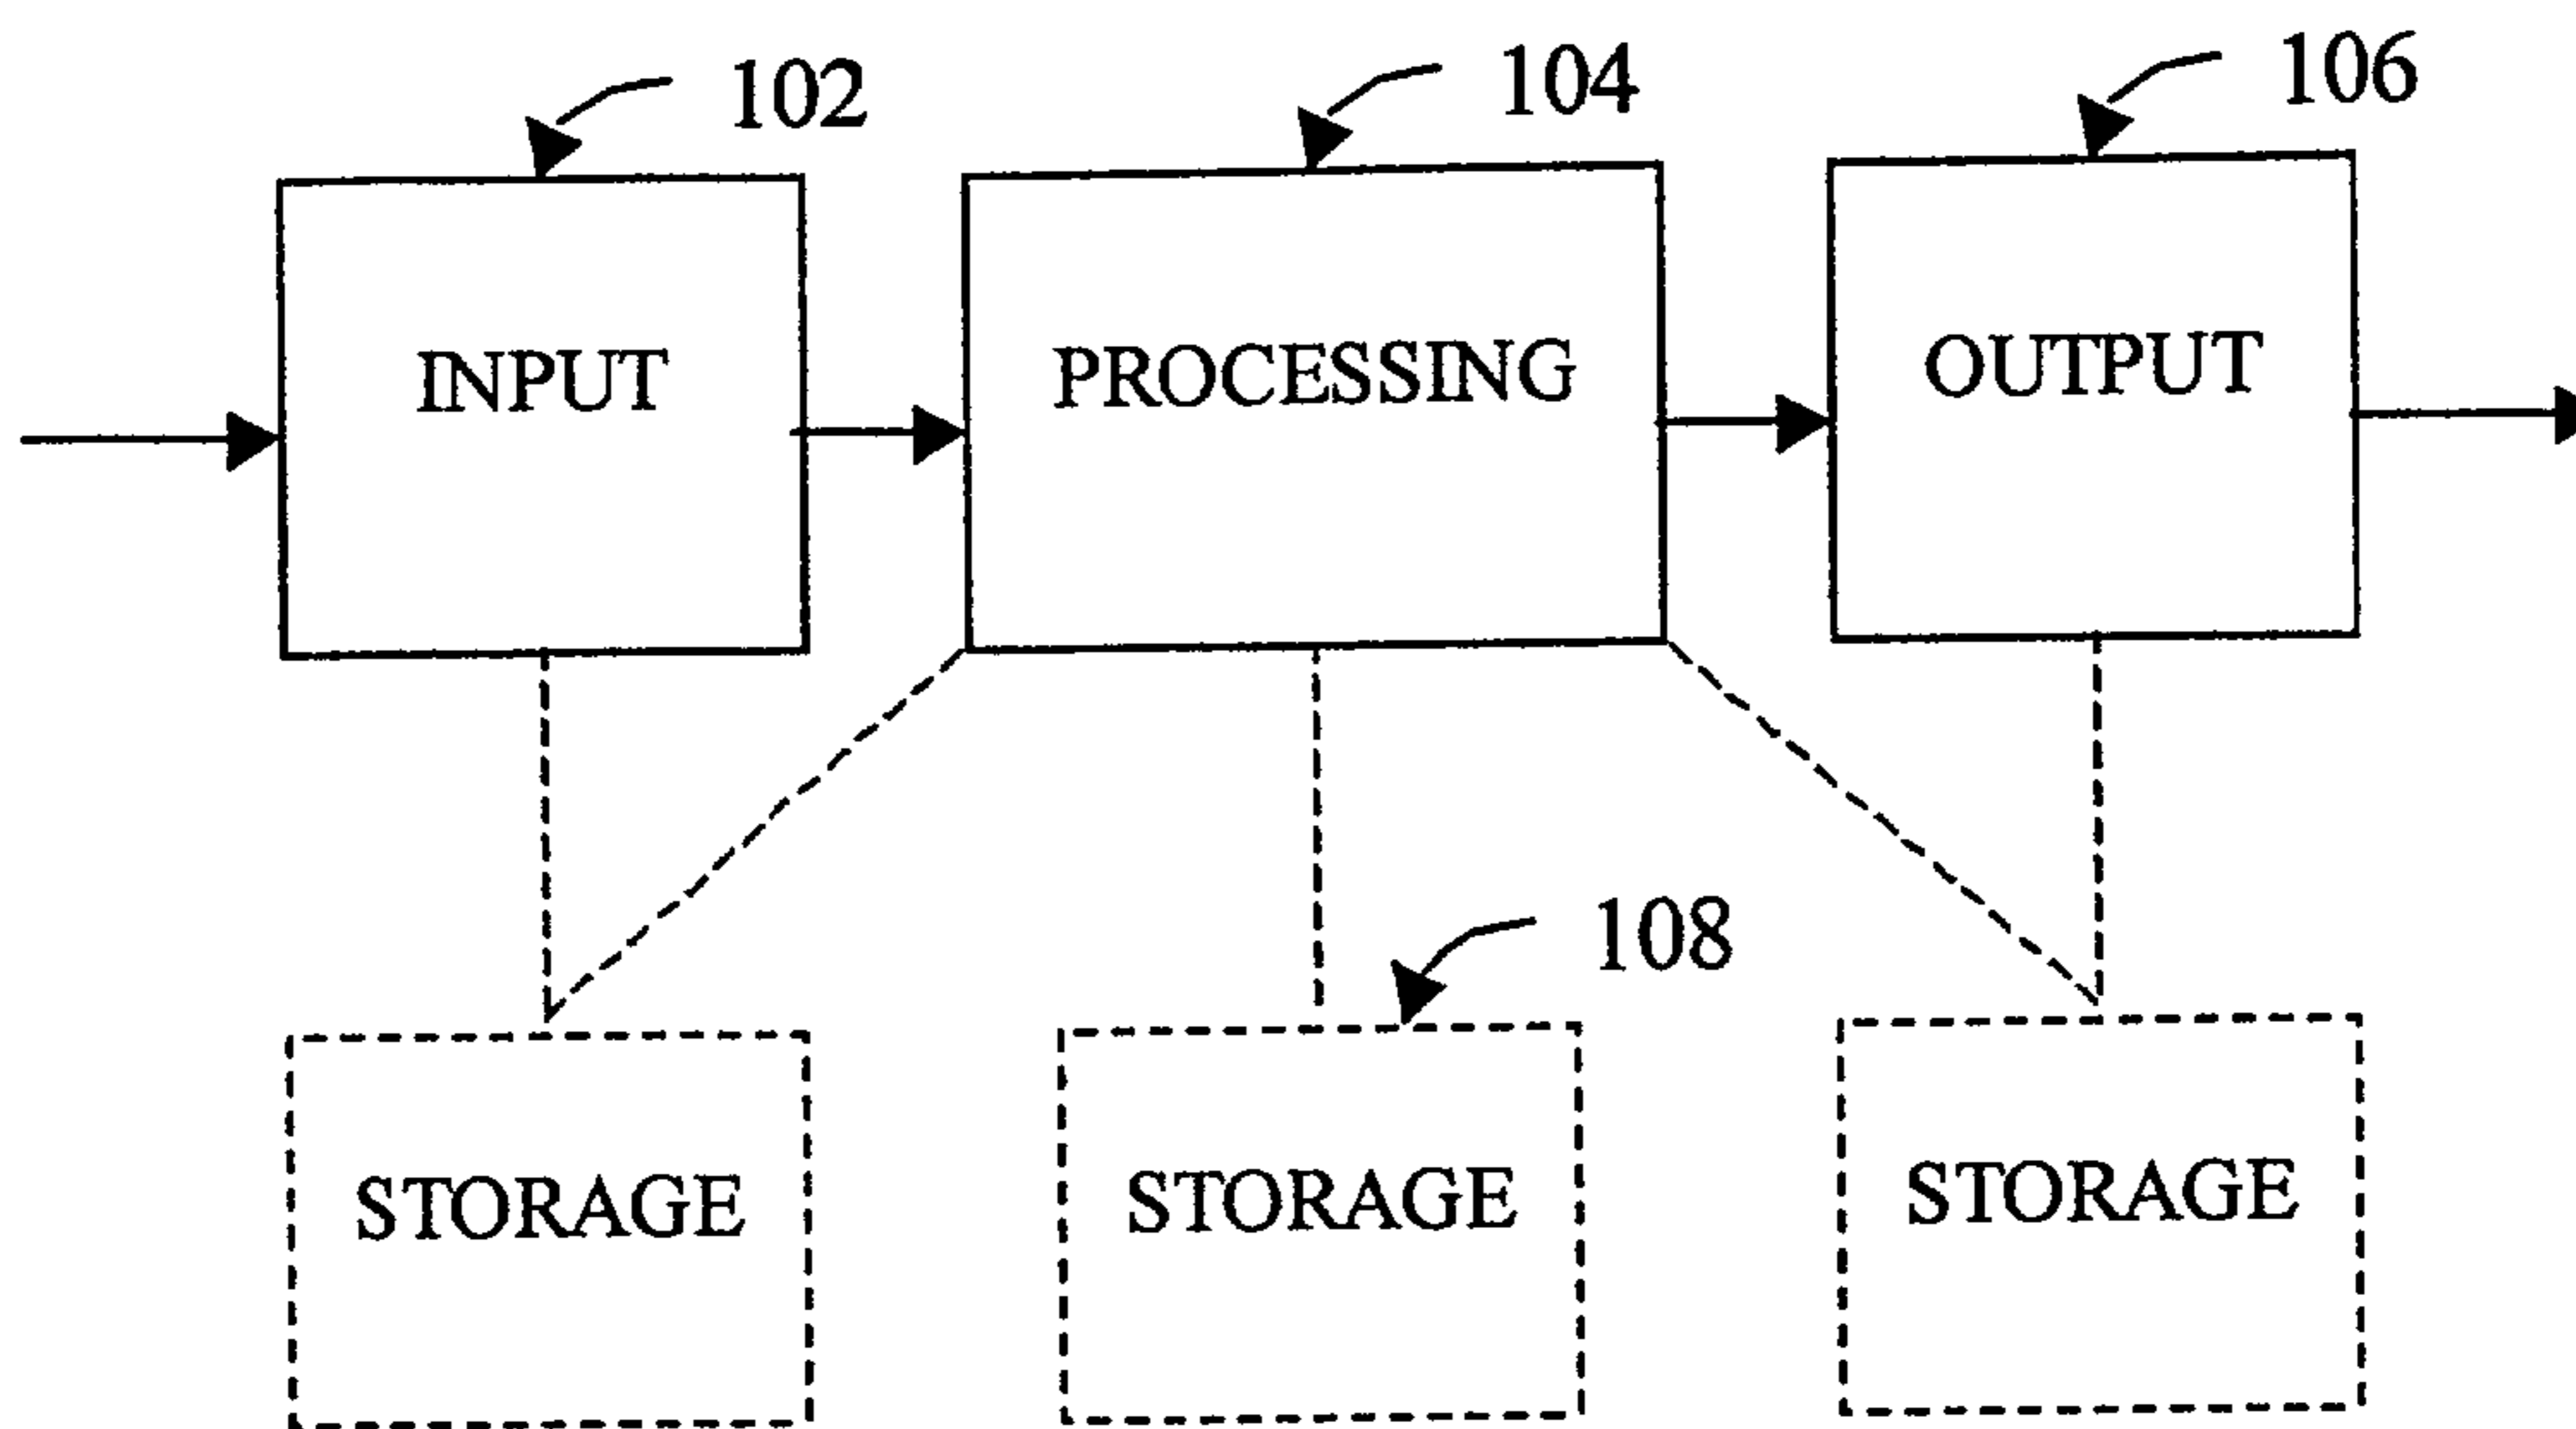 102
104
106
INPUT
PROCESSING
OUTPUT
108
STORAGE
STORAGE
STORAGE